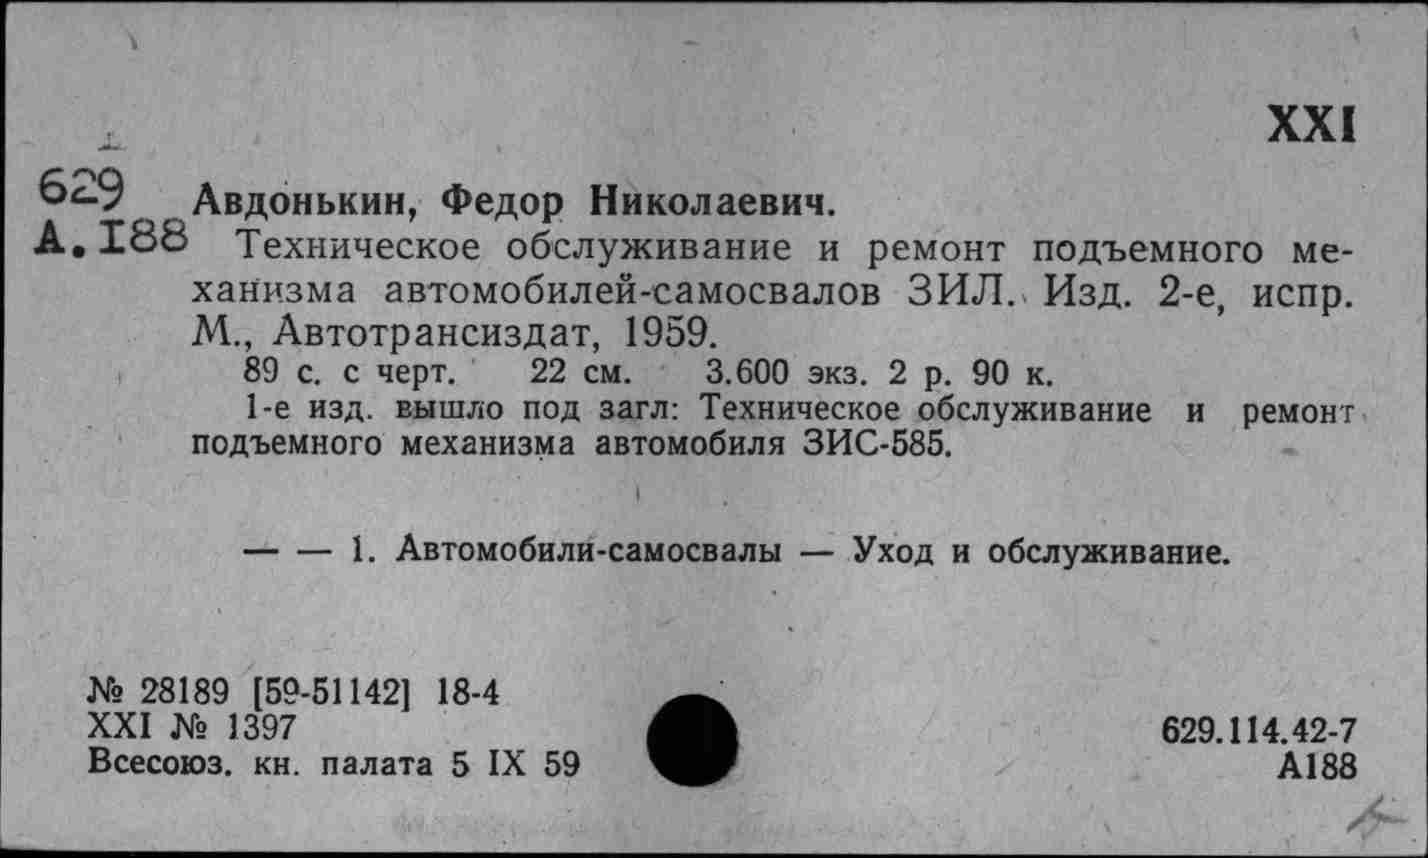 XXI
629 Авдонькин, Федор Николаевич.
А.I88 Техническое обслуживание и ремонт подъемного ме-
ханизма автомобилей-самосвалов ЗИЛ. Изд. 2-е, испр.
М., Автотрансиздат, 1959.
89 с. с черт. 22 см. 3.600 экз. 2 р. 90 к.
1-е изд. вышло под загл: Техническое обслуживание и ремонт
подъемного механизма автомобиля ЗИС-585.
— — 1. Автомобили-самосвалы — Уход и обслуживание.
№ 28189 [59-51142] 18-4
XXI № 1397
629.114.42-7
Всесоюз. кн. палата 5 IX 59
А188